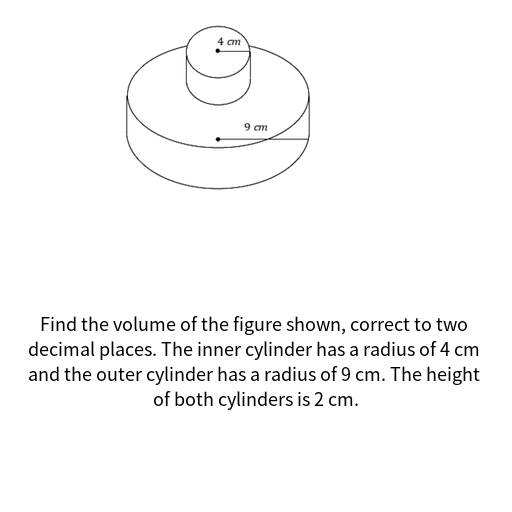 4 cm
9 cm
Find the volume of the figure shown, correct to two
decimal places. The inner cylinder has a radius of 4 cm
and the outer cylinder has a radius of 9 cm. The height
of both cylinders is 2 cm.